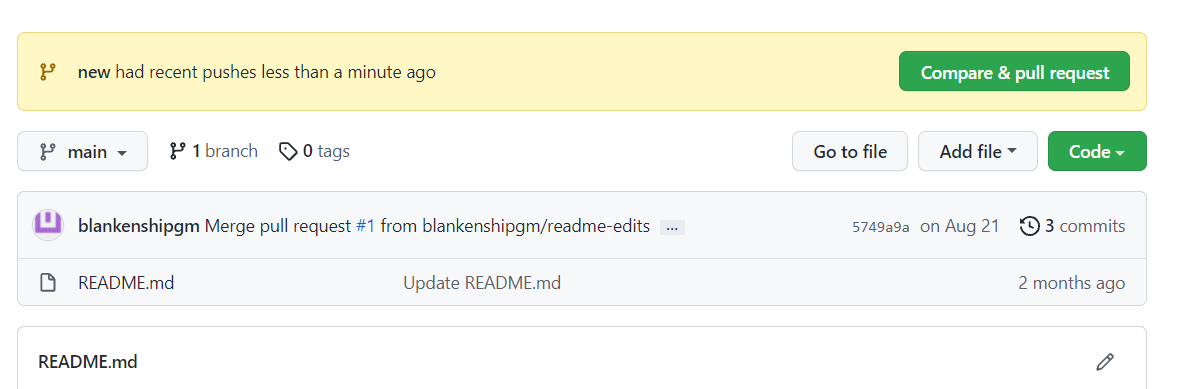 new had recent pushes less than a minute ago Compare & pull request
main 1 branch 0 tags Go to file Add file Code
blankenshipgm Merge pull request #1 from blankenshipgm/readme-edits ... 5749a9a on Aug 21 3 commits
README.md Update README.md 2 months ago
README.md